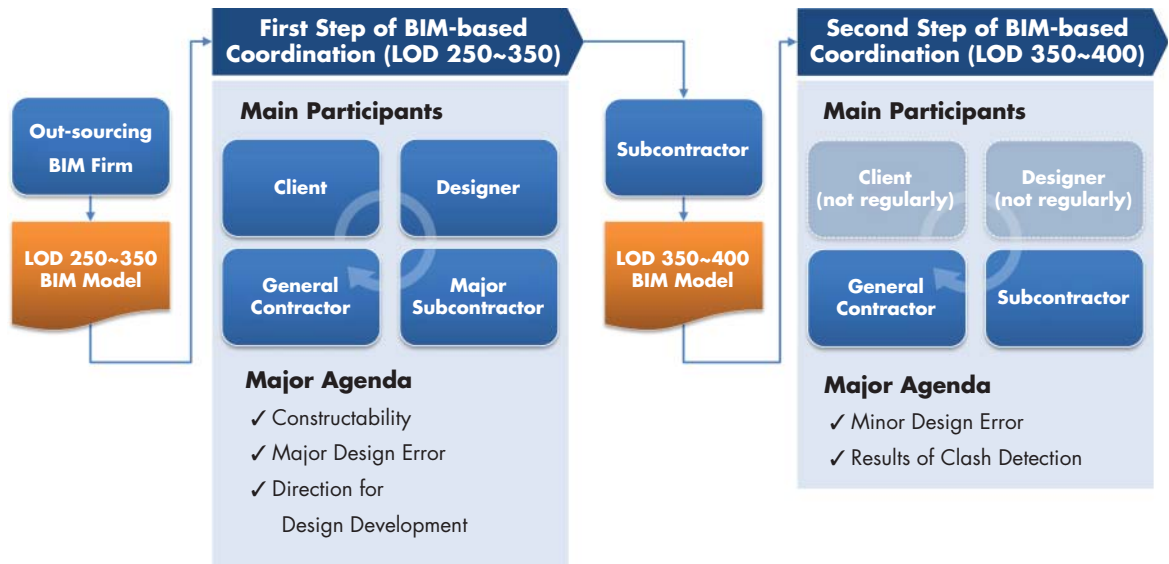 Out-sourcing
BIM Firm
LOD 250~350
BIM Model
First Step of BIM-based
Coordination (LOD 250~350)
Main Participants
Client
Designer
General
Contractor
Major
Subcontractor
Major Agenda
✓ Constructability
✓ Major Design Error
✓ Direction for
Design Development
Subcontractor
LOD 350~400
BIM Model
Second Step of BIM-based
Coordination (LOD 350~400)
Main Participants
Client
(not regularly)
Designer
(not regularly)
General
Contractor
Subcontractor
Major Agenda
✓ Minor Design Error
✓ Results of Clash Detection